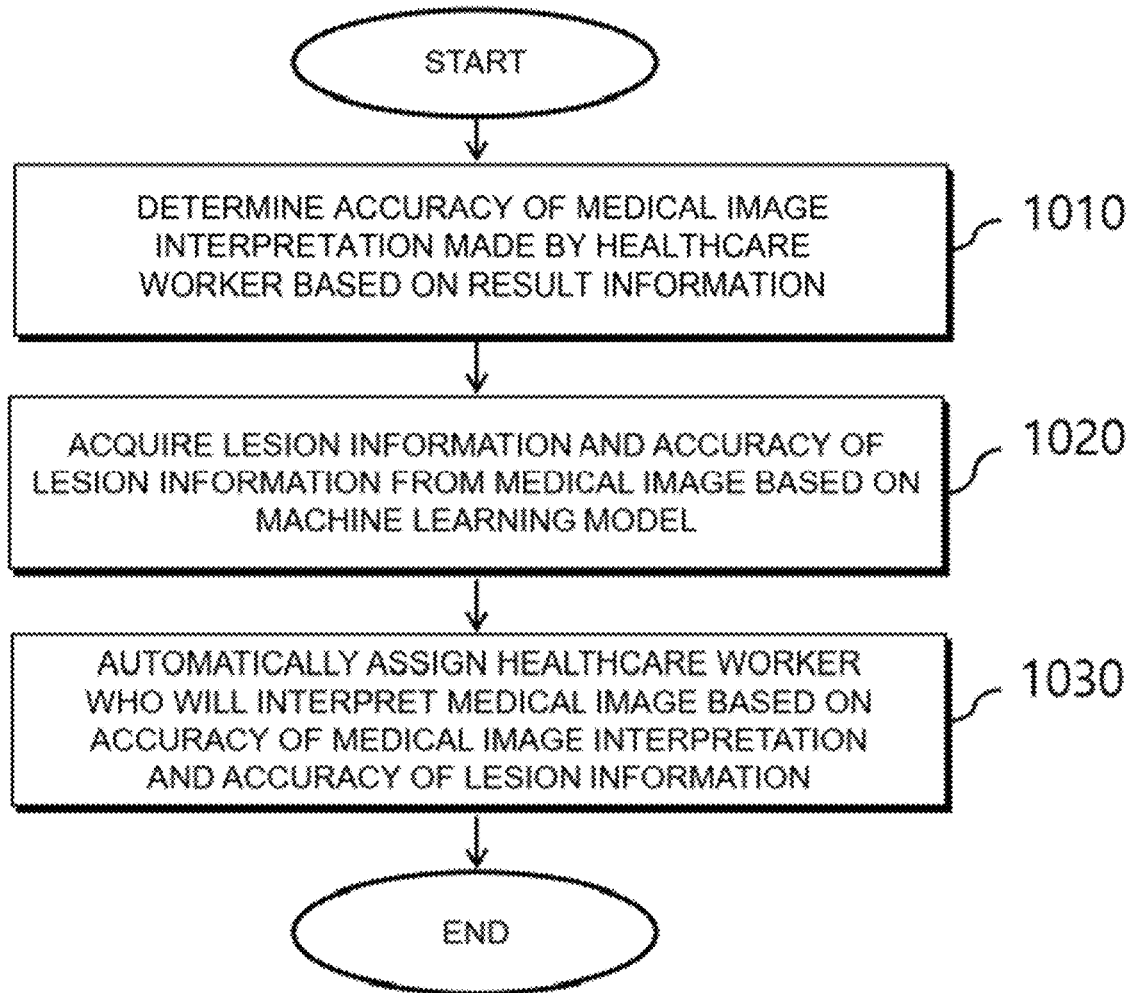 START
DETERMINE ACCURACY OF MEDICAL IMAGE
INTERPRETATION MADE BY HEALTHCARE
WORKER BASED ON RESULT INFORMATION
1010
ACQUIRE LESION INFORMATION AND ACCURACY OF
LESION INFORMATION FROM MEDICAL IMAGE BASED ON
MACHINE LEARNING MODEL
1020
AUTOMATICALLY ASSIGN HEALTHCARE WORKER
WHO WILL INTERPRET MEDICAL IMAGE BASED ON
ACCURACY OF MEDICAL IMAGE INTERPRETATION
AND ACCURACY OF LESION INFORMATION
1030
END